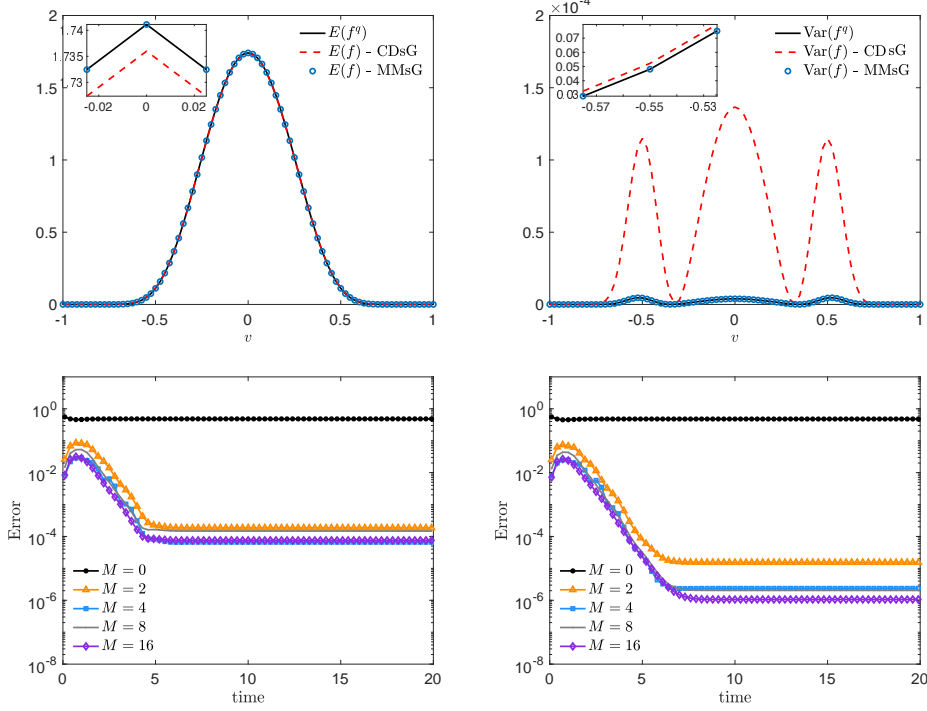 2
1.5
1
0.5
0
-1
-0.5
0
0.5
1
v
1.74
1.735
1.73
-0.02
0
0.02
E(f^q)
E(f) - CDsG
E(f) - MMsG
×10^-4
2
1.5
1
0.5
0
-1
-0.5
0
0.5
1
v
0.07
0.06
0.05
0.04
0.03
-0.57
-0.55
-0.53
Var(f^q)
Var(f) - CDsG
Var(f) - MMsG
Error
10^0
10^-2
10^-4
10^-6
10^-8
0
5
10
15
20
time
M = 0
M = 2
M = 4
M = 8
M = 16
Error
10^0
10^-2
10^-4
10^-6
10^-8
0
5
10
15
20
time
M = 0
M = 2
M = 4
M = 8
M = 16